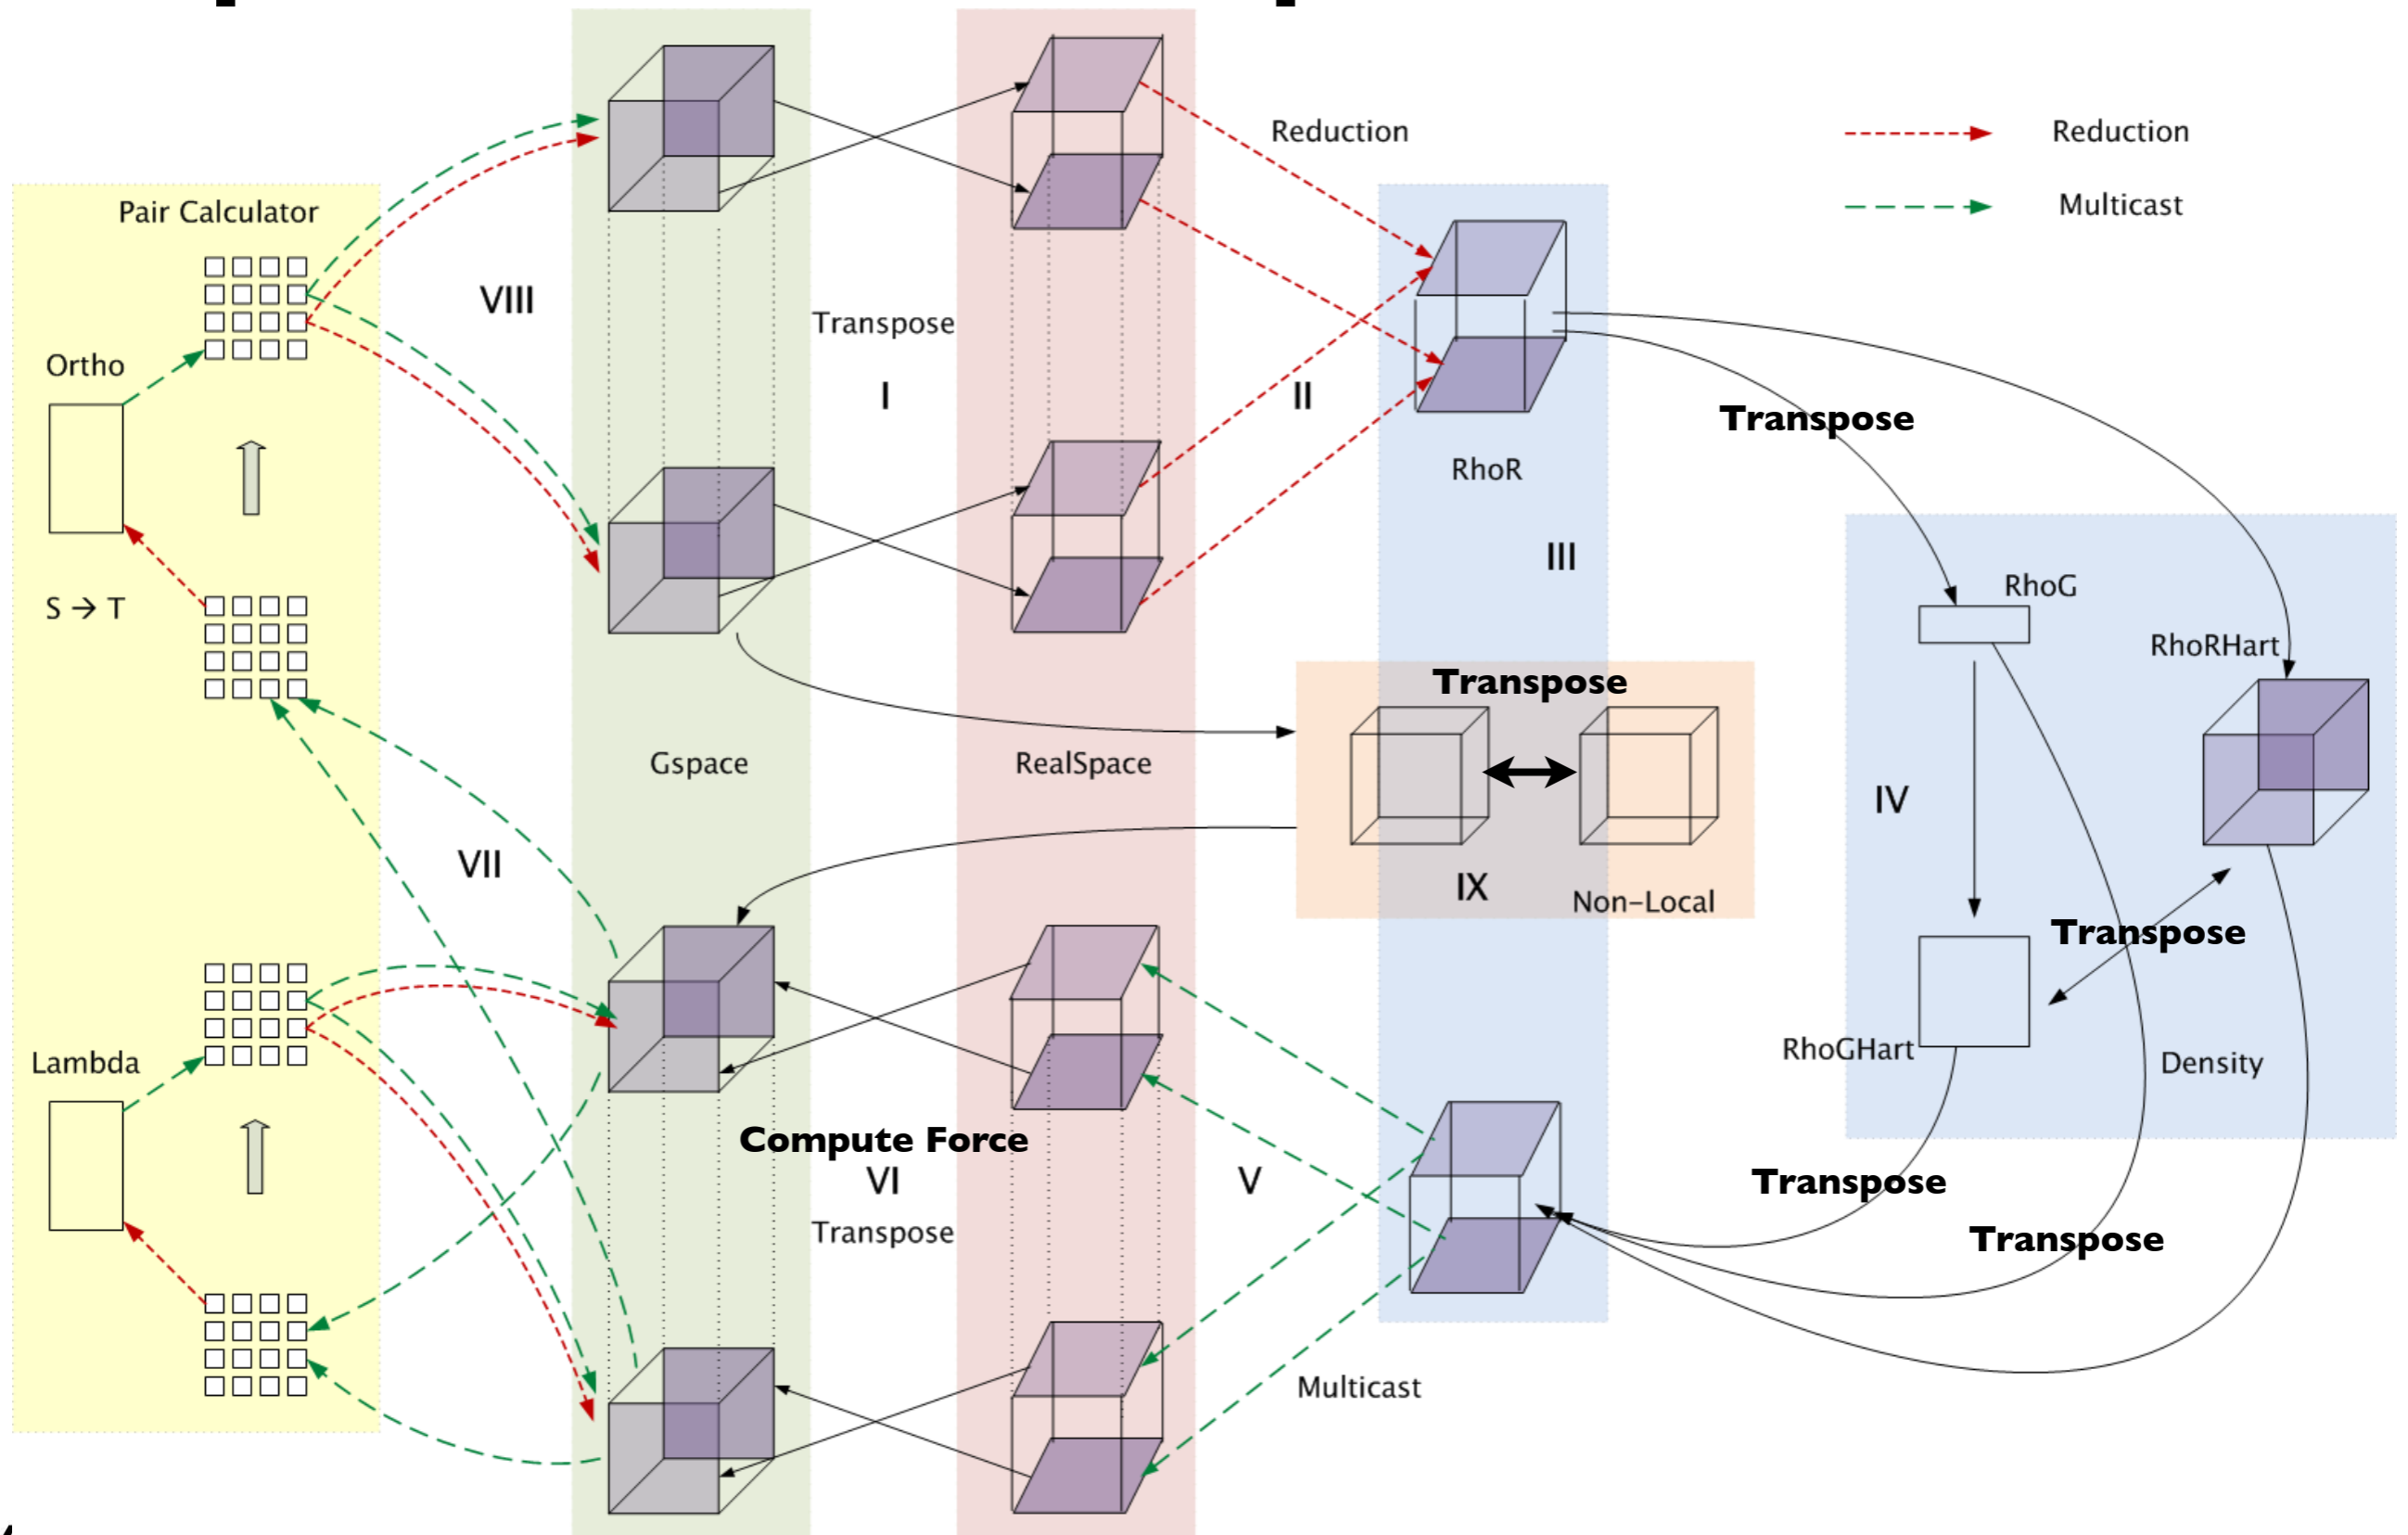 Reduction
Reduction
Multicast
Pair Calculator
VIII
Transpose
Ortho
I
II
Transpose
RhoR
III
RhoG
S → T
RhoRHart
Transpose
Gspace
RealSpace
IV
VII
IX
Non-Local
Transpose
RhoGHart
Lambda
Density
Compute Force
VI
V
Transpose
Transpose
Transpose
Multicast